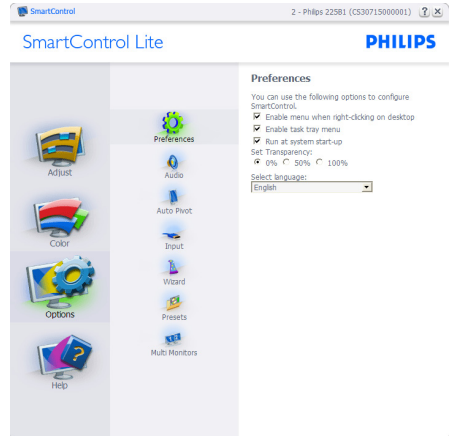 SmartControl
2 - Philips 225B1 (CS30715000001)
SmartControl Lite
PHILIPS
Adjust
Color
Options
Help
Preferences
Audio
Auto Pivot
Input
Wizard
Presets
Multi Monitors
Preferences
You can use the following options to configure
SmartControl.
Enable menu when right-clicking on desktop
Enable task tray menu
Run at system start-up
Set Transparency:
0% 50% 100%
Select language:
English